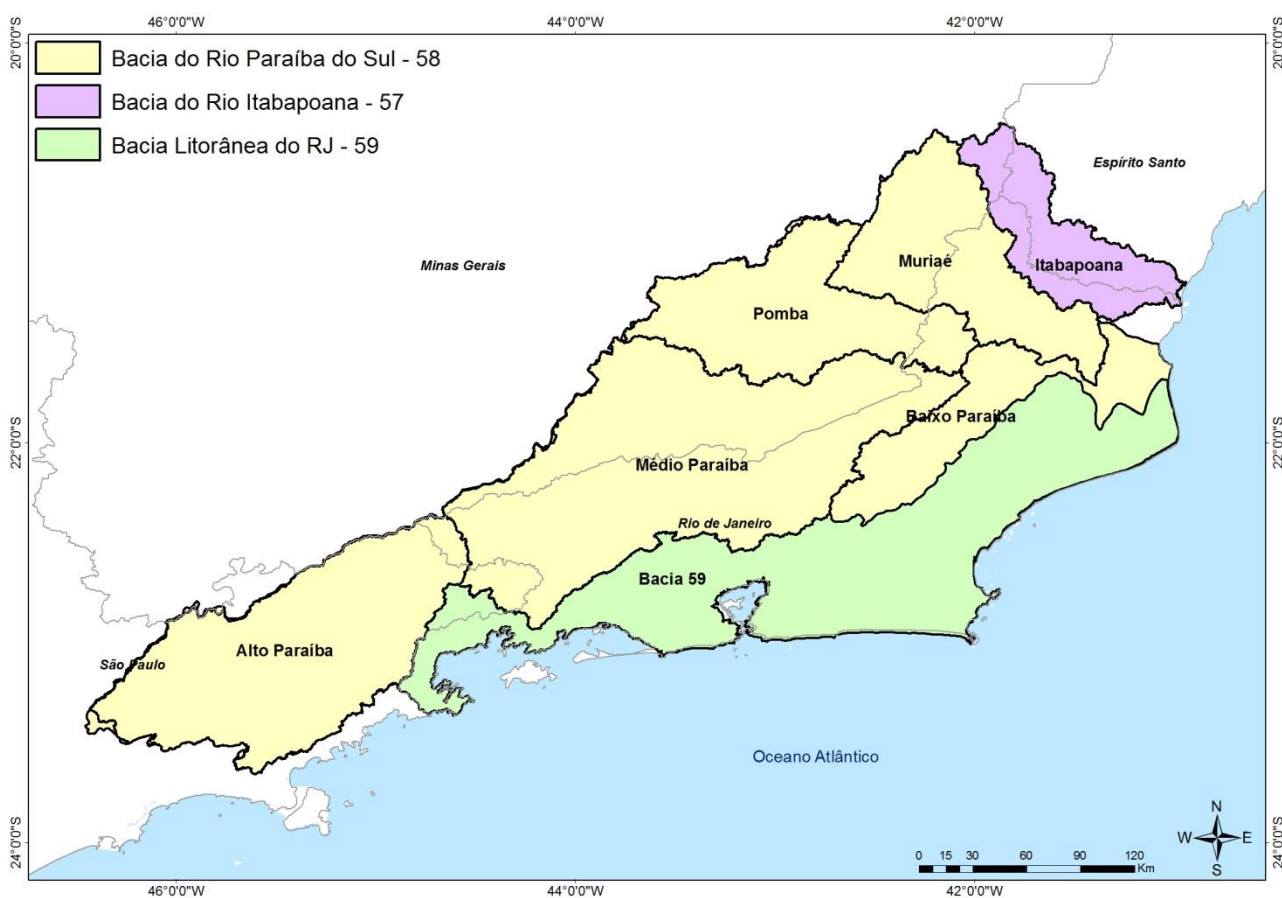 46°0'0"W
44°0'0"W
42°0'0"W
20°0'0"S
20°0'0"S
Bacia do Rio Paraíba do Sul - 58
Bacia do Rio Itabapoana - 57
Bacia Litorânea do RJ - 59
Espírito Santo
Minas Gerais
Muriaé
Itabapoana
Pomba
Baixo Paraíba
22°0'0"S
22°0'0"S
Médio Paraíba
Rio de Janeiro
Bacia 59
Alto Paraíba
São Paulo
Oceano Atlântico
N
W
E
S
24°0'0"S
24°0'0"S
0 15 30 60 90 120
Km
46°0'0"W
44°0'0"W
42°0'0"W